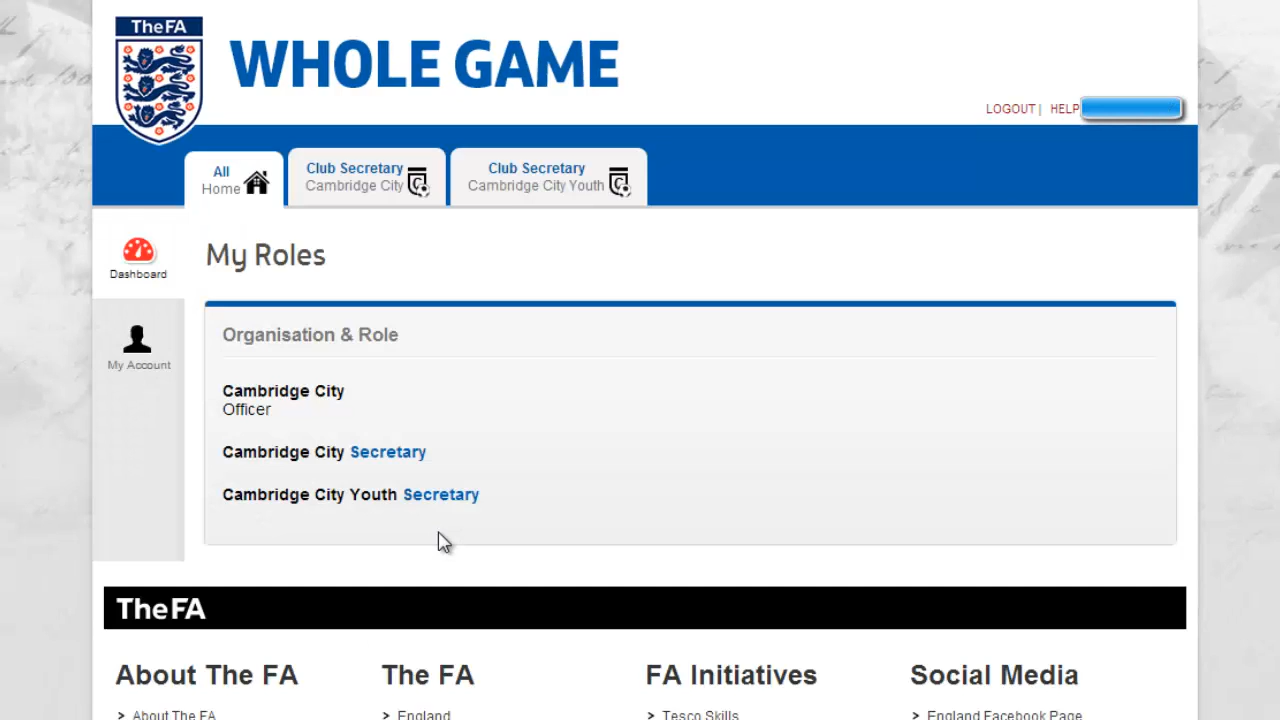 TheFA
WHOLE GAME
LOGOUT | HELP
All
Home
Club Secretary
Cambridge City
Club Secretary
Cambridge City Youth
Dashboard
My Account
My Roles
Organisation & Role
Cambridge City
Officer
Cambridge City Secretary
Cambridge City Youth Secretary
TheFA
About The FA
The FA
FA Initiatives
Social Media
> About The FA
> England
> Tesco Skills
> England Facebook Page